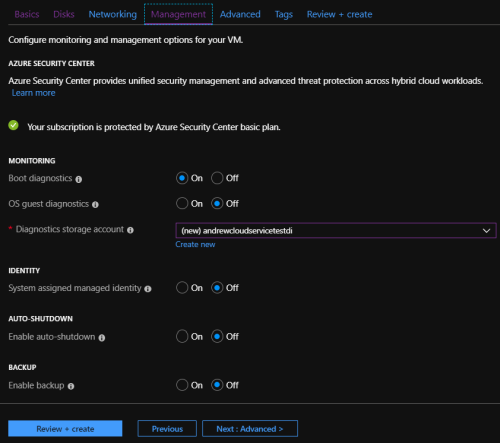 Basics Disks Networking Management Advanced Tags Review + create
Configure monitoring and management options for your VM.
AZURE SECURITY CENTER
Azure Security Center provides unified security management and advanced threat protection across hybrid cloud workloads.
Learn more
Your subscription is protected by Azure Security Center basic plan.
MONITORING
Boot diagnostics On Off
OS guest diagnostics On Off
* Diagnostics storage account (new) andrewcloudservicetestdi
Create new
IDENTITY
System assigned managed identity On Off
AUTO-SHUTDOWN
Enable auto-shutdown On Off
BACKUP
Enable backup On Off
Review + create Previous Next : Advanced >